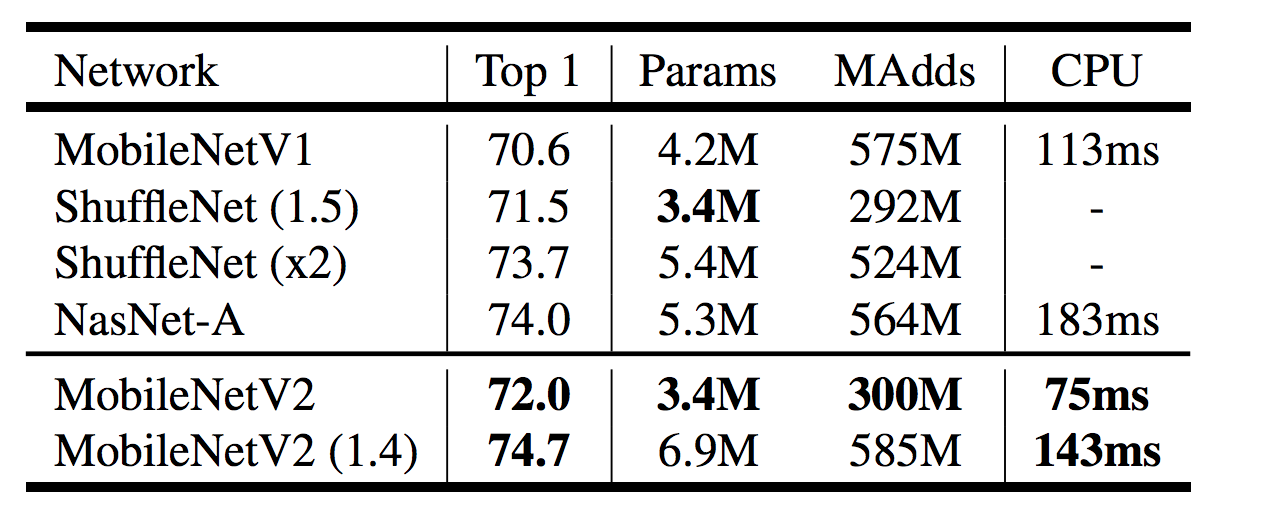 Network Top 1 Params MAdds CPU
MobileNetV1 70.6 4.2M 575M 113ms
ShuffleNet (1.5) 71.5 3.4M 292M -
ShuffleNet (x2) 73.7 5.4M 524M -
NasNet-A 74.0 5.3M 564M 183ms
MobileNetV2 72.0 3.4M 300M 75ms
MobileNetV2 (1.4) 74.7 6.9M 585M 143ms